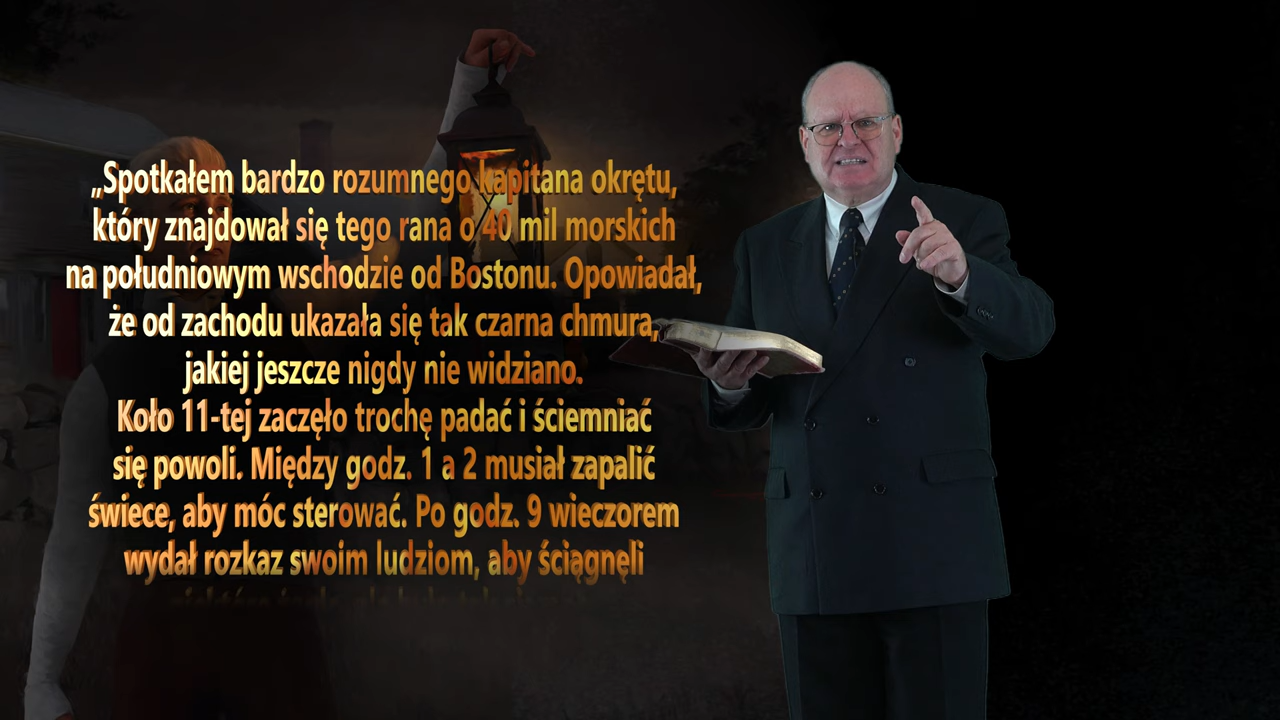 „Spotkałem bardzo rozumnego kapitana okrętu,
który znajdował się tego rana o 40 mil morskich
na południowym wschodzie od Bostonu. Opowiadał,
że od zachodu ukazała się tak czarna chmura,
jakiej jeszcze nigdy nie widziano.
Koło 11-tej zaczęło trochę padać i ściemniać
się powoli. Między godz. 1 a 2 musiał zapalić
świece, aby móc sterować. Po godz. 9 wieczorem
wydał rozkaz swoim ludziom, aby ściągnęli